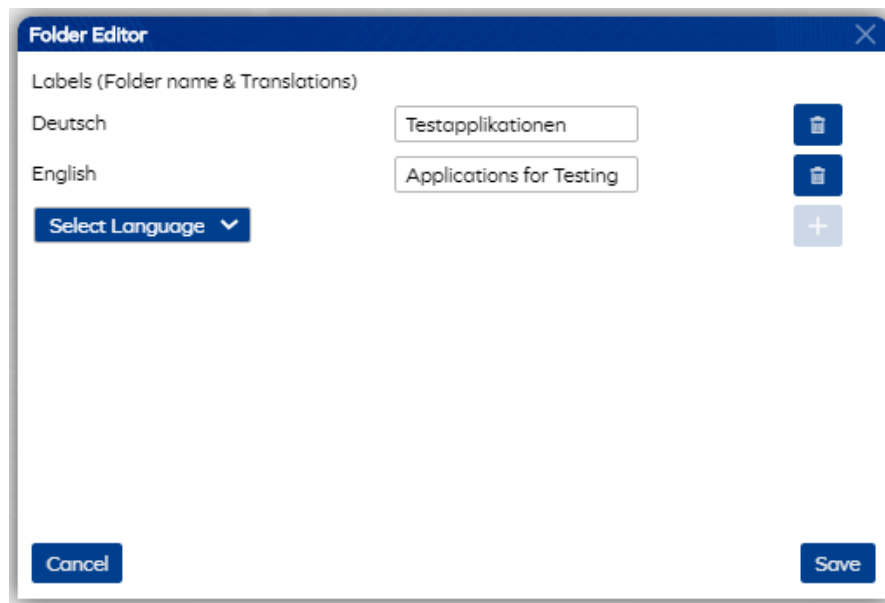 Folder Editor
Labels (Folder name & Translations)
Deutsch Testapplikationen
English Applications for Testing
Select Language
Cancel Save